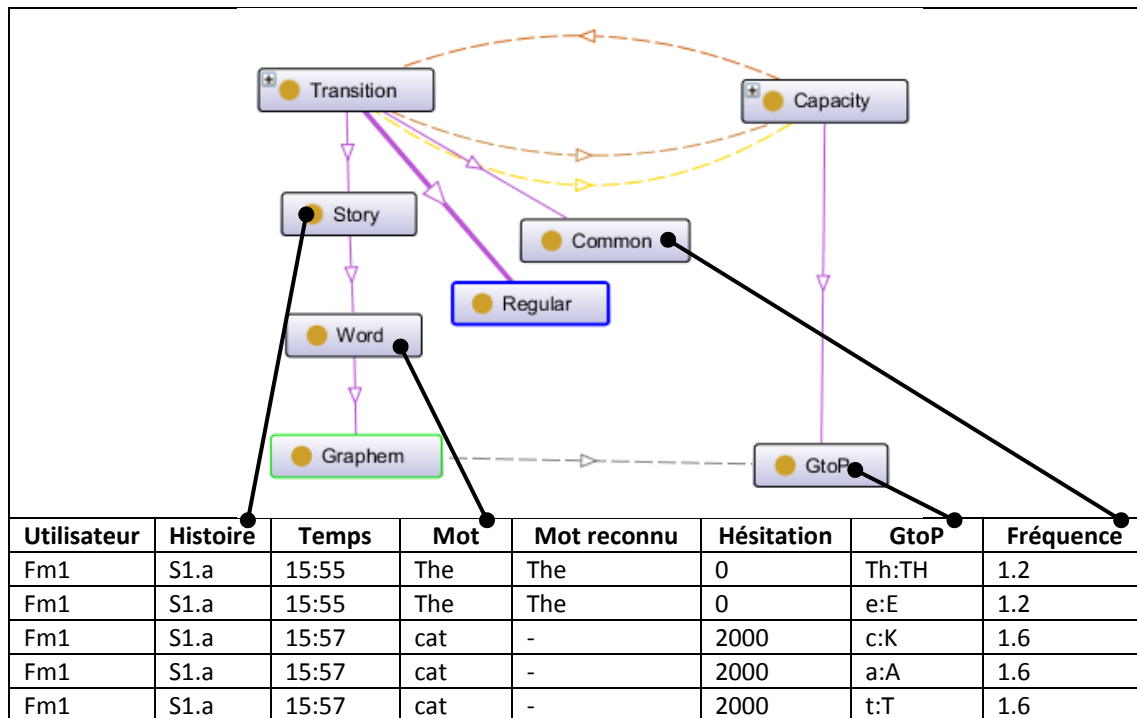 Transition
Capacity
Story
Common
Regular
Word
Graphem
GtoP
Utilisateur Histoire Temps Mot Mot reconnu Hésitation GtoP Fréquence
Fm1 S1.a 15:55 The The 0 Th:TH 1.2
Fm1 S1.a 15:55 The The 0 e:E 1.2
Fm1 S1.a 15:57 cat - 2000 c:K 1.6
Fm1 S1.a 15:57 cat - 2000 a:A 1.6
Fm1 S1.a 15:57 cat - 2000 t:T 1.6